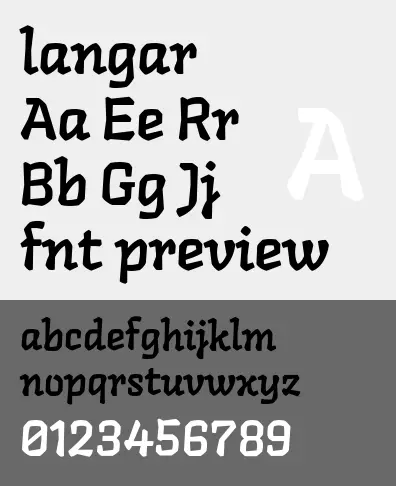 langar
Aa Ee Rr
A
Bb Gg Jj
fnt preview
abcdefghijklm
nopqrstuvwxyz
0123456789